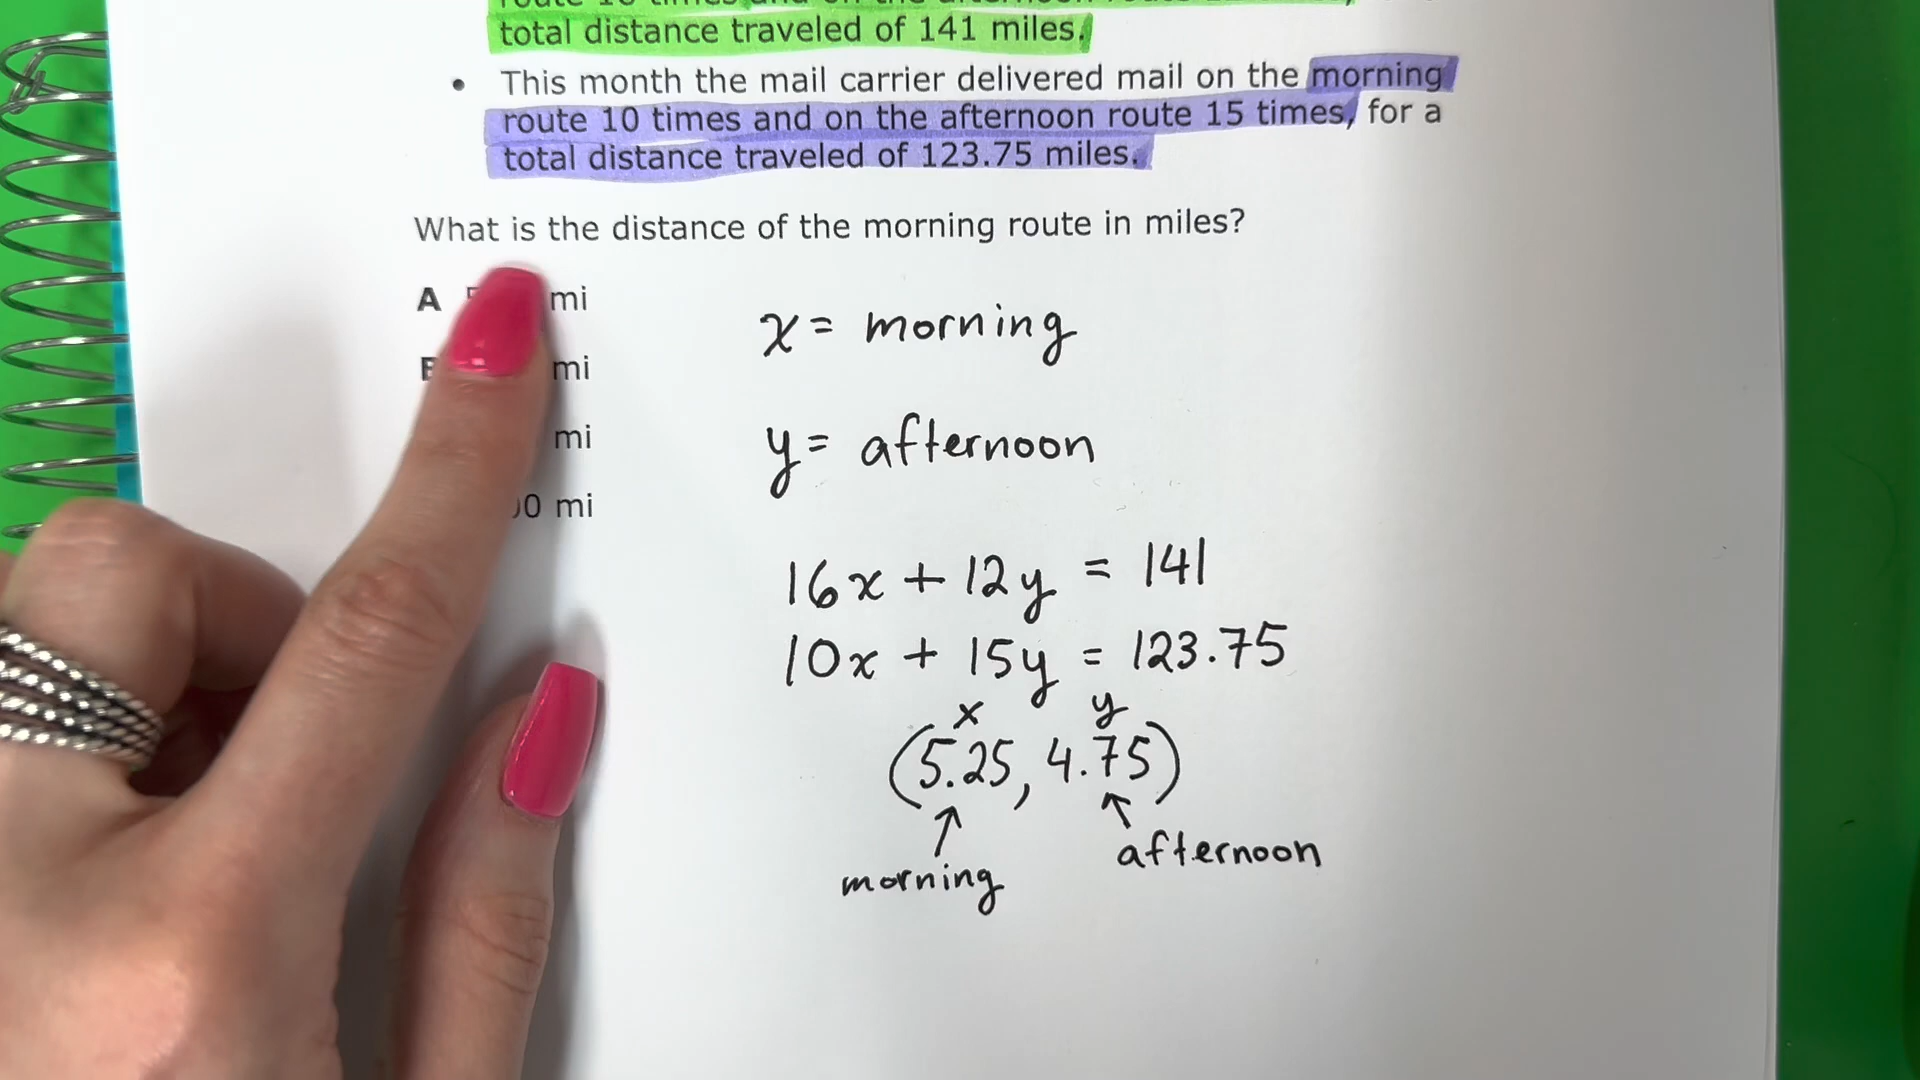 total distance traveled of 141 miles.
• This month the mail carrier delivered mail on the morning
route 10 times and on the afternoon route 15 times, for a
total distance traveled of 123.75 miles.
What is the distance of the morning route in miles?
A mi
mi
mi
mi
x = morning
y = afternoon
16x + 12y = 141
10x + 15y = 123.75
x y
(5.25, 4.75)
↑ ↑
afternoon
morning